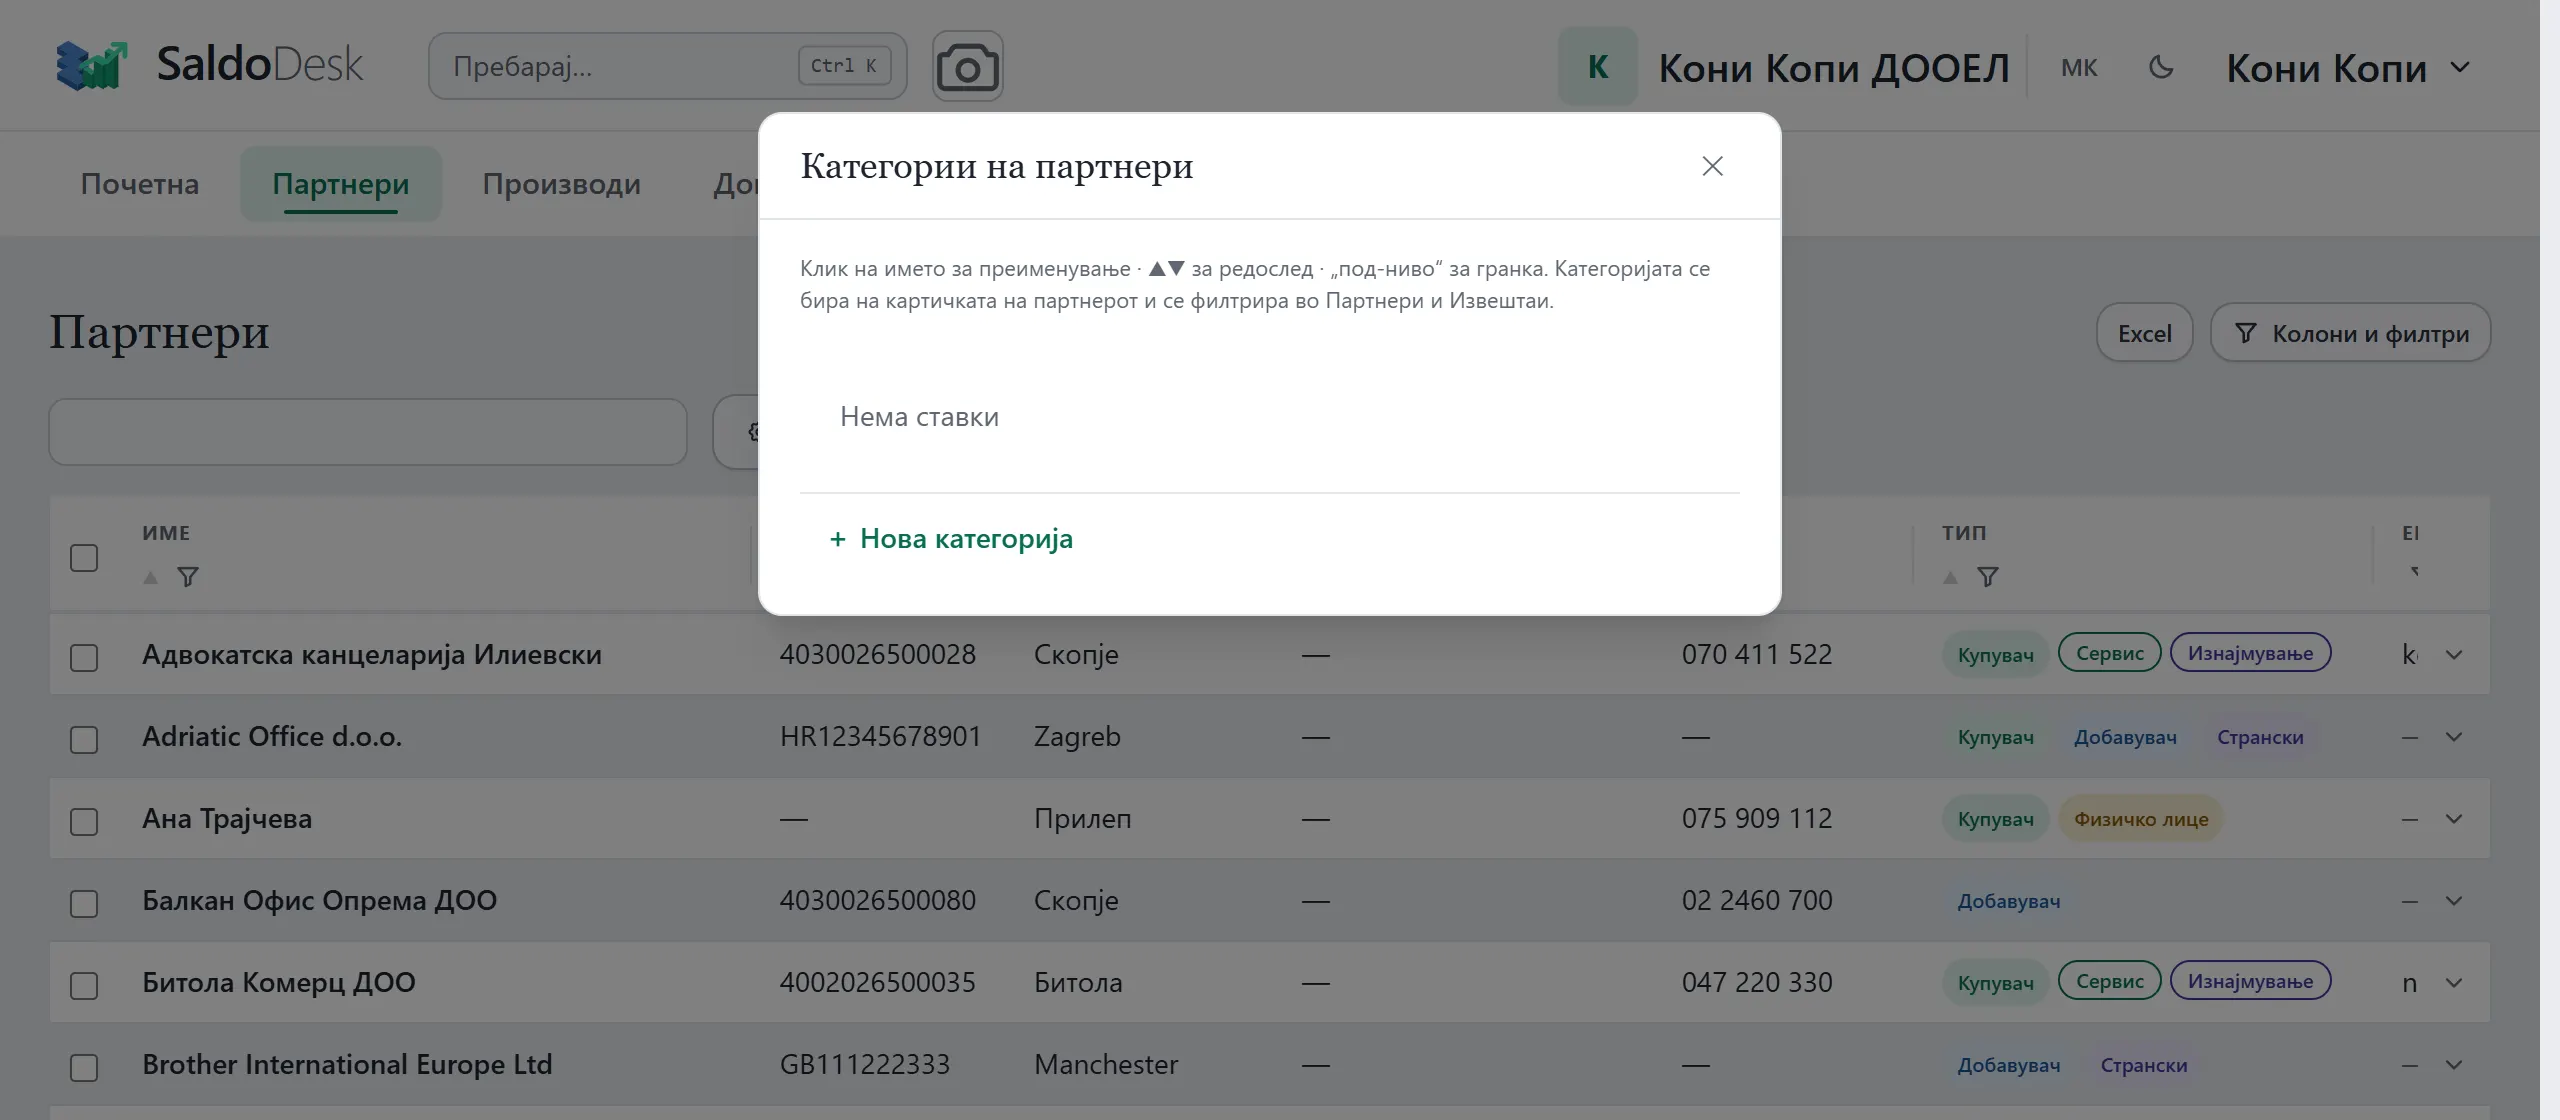 SaldoDesk
Пребарај...
Ctrl K
К
Кони Копи ДООЕЛ
МК
Кони Копи
Почетна
Партнери
Производи
Категории на партнери
Клик на името за преименување · ▲▼ за редослед · „под-ниво“ за гранка. Категоријата се
бира на картичката на партнерот и се филтрира во Партнери и Извештаи.
Нема ставки
+ Нова категорија
Партнери
Excel
Колони и филтри
ИМЕ
ТИП
Адвокатска канцеларија Илиевски 4030026500028 Скопје — 070 411 522 Купувач Сервис Изнајмување
Adriatic Office d.o.o. HR12345678901 Zagreb — — Купувач Добавувач Странски —
Ана Трајчева — Прилеп — 075 909 112 Купувач Физичко лице —
Балкан Офис Опрема ДОО 4030026500080 Скопје — 02 2460 700 Добавувач —
Битола Комерц ДОО 4002026500035 Битола — 047 220 330 Купувач Сервис Изнајмување
Brother International Europe Ltd GB111222333 Manchester — — Добавувач Странски —